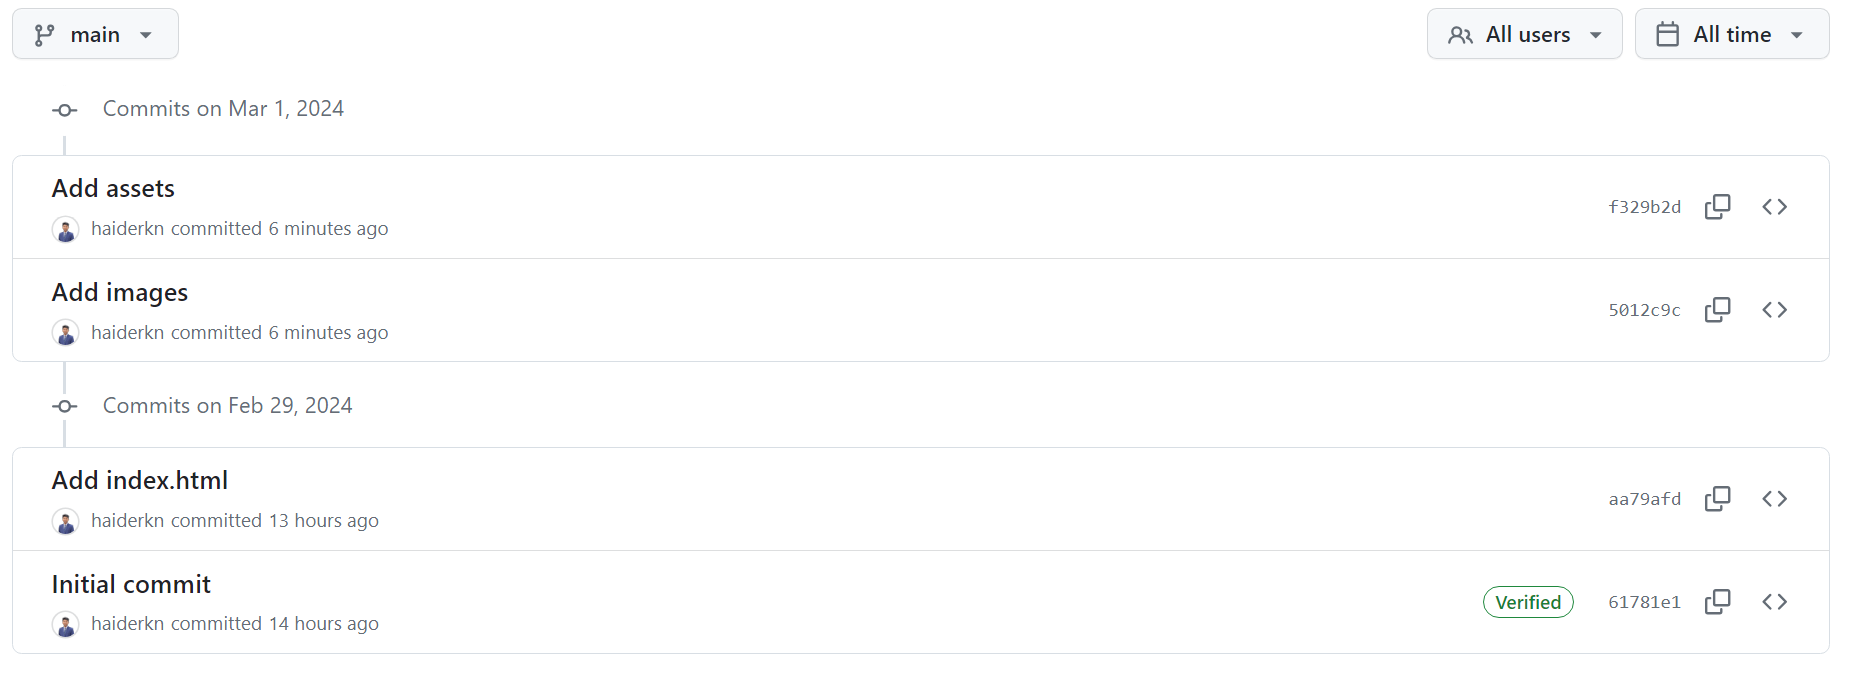 main
All users
All time
Commits on Mar 1, 2024
Add assets
haiderkn committed 6 minutes ago
f329b2d
Add images
haiderkn committed 6 minutes ago
5012c9c
Commits on Feb 29, 2024
Add index.html
haiderkn committed 13 hours ago
aa79afd
Initial commit
haiderkn committed 14 hours ago
Verified
61781e1